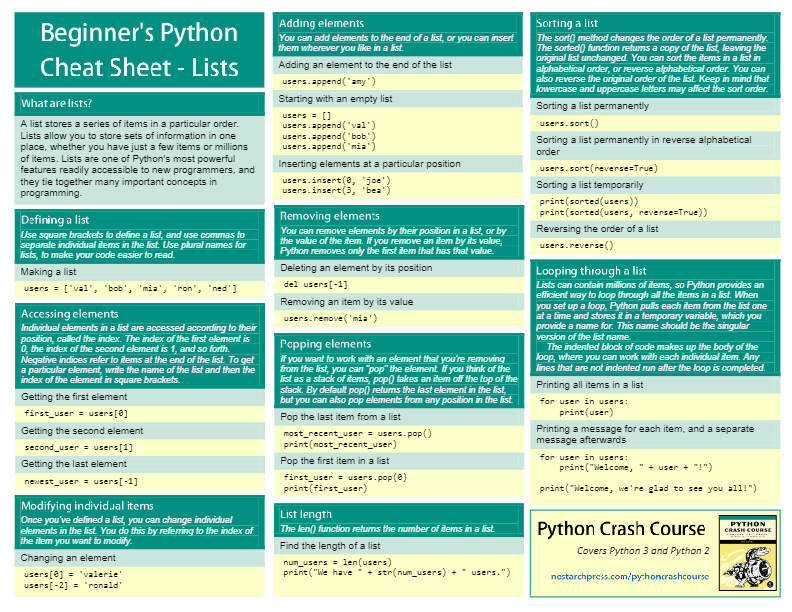 Beginner's Python
Cheat Sheet - Lists
What are lists?
A list stores a series of items in a particular order.
Lists allow you to store sets of information in one
place, whether you have just a few items or millions
of items. Lists are one of Python's most powerful
features readily accessible to new programmers, and
they tie together many important concepts in
programming.
Defining a list
Use square brackets to define a list, and use commas to
separate individual items in the list. Use plural names for
lists, to make your code easier to read.
Making a list
users = ['val', 'bob', 'mia', 'ron', 'ned']
Accessing elements
Individual elements in a list are accessed according to their
position, called the index. The index of the first element is
0, the index of the second element is 1, and so forth.
Negative indices refer to items at the end of the list. To get
a particular element, write the name of the list and then the
index of the element in square brackets.
Getting the first element
first_user = users[0]
Getting the second element
second_user = users[1]
Getting the last element
newest_user = users[-1]
Modifying individual items
Once you've defined a list, you can change individual
elements in the list. You do this by referring to the index of
the item you want to modify.
Changing an element
users[0] = 'valerie'
users[-2] = 'ronald'
Adding elements
You can add elements to the end of a list, or you can insert
them wherever you like in a list.
Adding an element to the end of the list
users.append('amy')
Starting with an empty list
users = []
users.append('val')
users.append('bob')
users.append('mia')
Inserting elements at a particular position
users.insert(0, 'joe')
users.insert(3, 'bea')
Removing elements
You can remove elements by their position in a list, or by
the value of the item. If you remove an item by its value,
Python removes only the first item that has that value.
Deleting an element by its position
del users[-1]
Removing an item by its value
users.remove('mia')
Popping elements
If you want to work with an element that you're removing
from the list, you can "pop" the element. If you think of the
list as a stack of items, pop() takes an item off the top of the
stack. By default pop() returns the last element in the list,
but you can also pop elements from any position in the list.
Pop the last item from a list
most_recent_user = users.pop()
print(most_recent_user)
Pop the first item in a list
first_user = users.pop(0)
print(first_user)
List length
The len() function returns the number of items in a list.
Find the length of a list
num_users = len(users)
print("We have " + str(num_users) + " users.")
Sorting a list
The sort() method changes the order of a list permanently.
The sorted() function returns a copy of the list, leaving the
original list unchanged. You can sort the items in a list in
alphabetical order, or reverse alphabetical order. You can
also reverse the original order of the list. Keep in mind that
lowercase and uppercase letters may affect the sort order.
Sorting a list permanently
users.sort()
Sorting a list permanently in reverse alphabetical
order
users.sort(reverse=True)
Sorting a list temporarily
print(sorted(users))
print(sorted(users, reverse=True))
Reversing the order of a list
users.reverse()
Looping through a list
Lists can contain millions of items, so Python provides an
efficient way to loop through all the items in a list. When
you set up a loop, Python pulls each item from the list one
at a time and stores it in a temporary variable, which you
provide a name for. This name should be the singular
version of the list name.
The indented block of code makes up the body of the
loop, where you can work with each individual item. Any
lines that are not indented run after the loop is completed.
Printing all items in a list
for user in users:
print(user)
Printing a message for each item, and a separate
message afterwards
for user in users:
print("Welcome, " + user + "!")
print("Welcome, we're glad to see you all!")
Python Crash Course
Covers Python 3 and Python 2
nostarchpress.com/pythoncrashcourse
PYTHON
CRASH COURSE